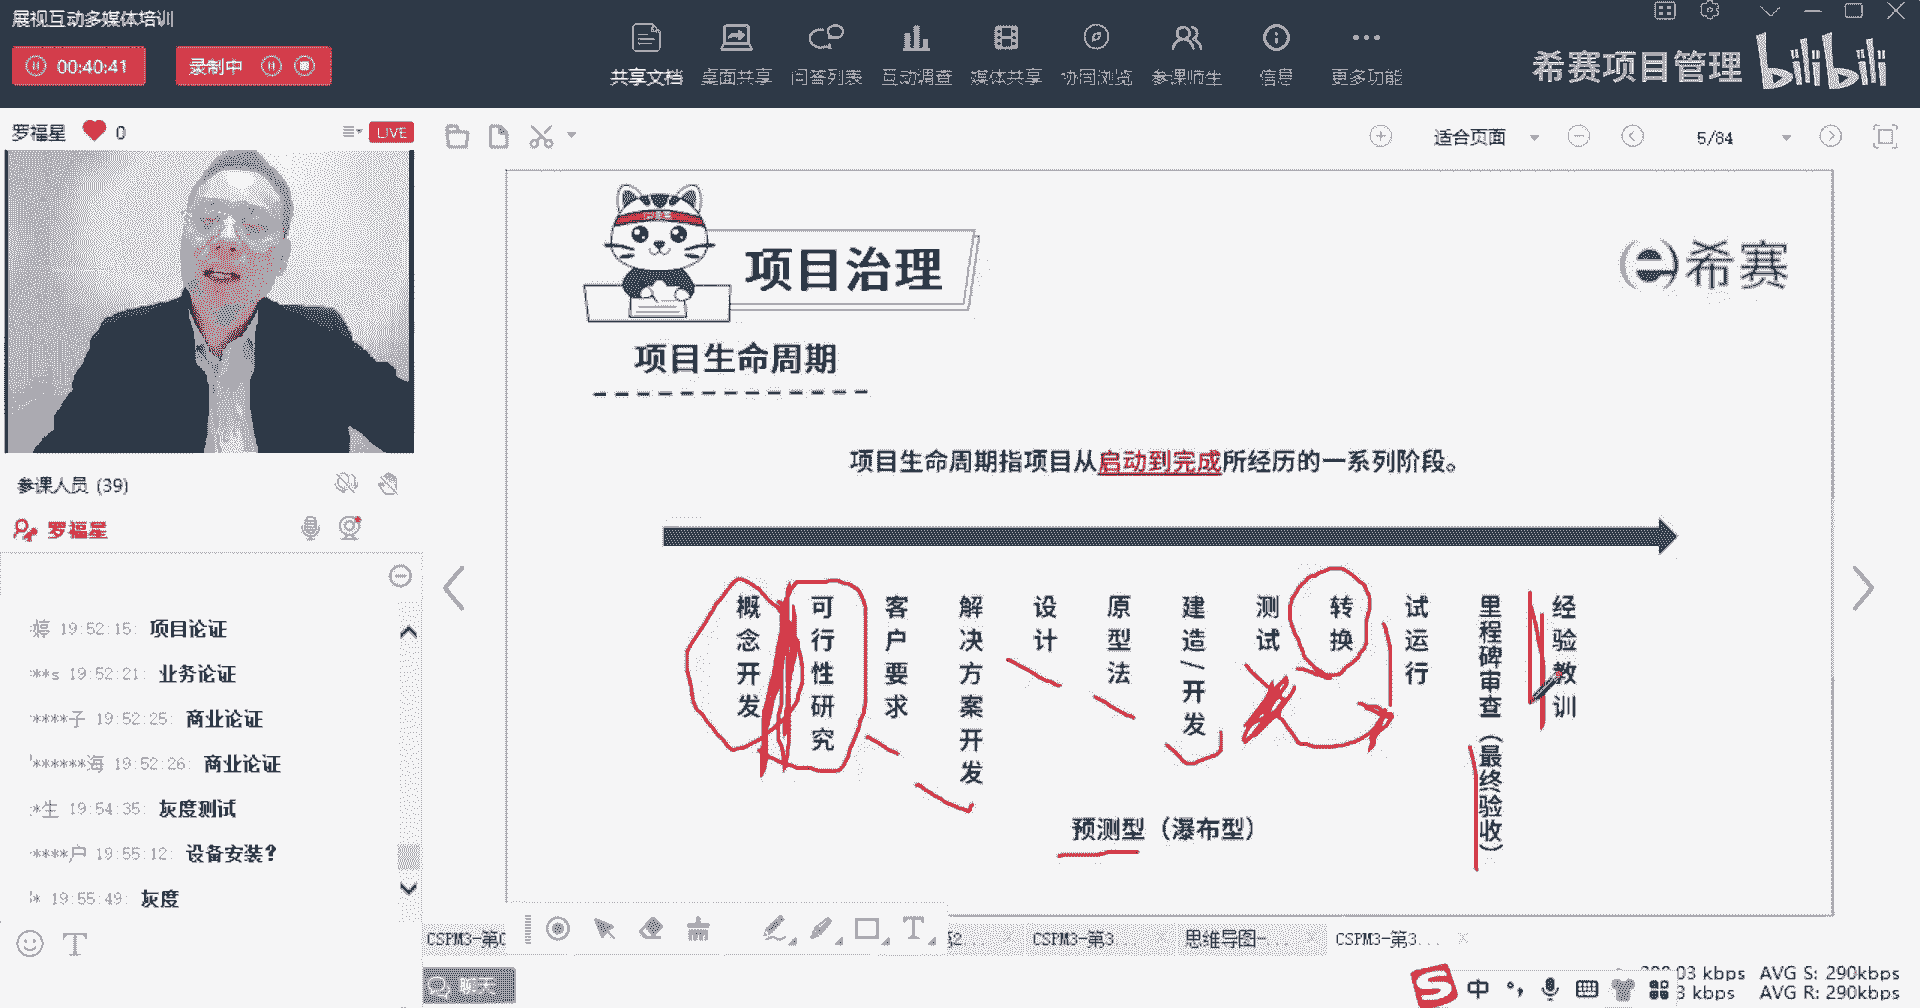 展视互动多媒体培训
00:40:41
录制中
共享文档
桌面共享
问答列表
互动调查
媒体共享
协同浏览
参课师生
信息
更多功能
希赛项目管理
bilibili
罗福星
0
LIVE
适合页面
5/84
参课人员 (39)
罗福星
婷 19:52:15: 项目论证
**s 19:52:21: 业务论证
****子 19:52:25: 商业论证
******海 19:52:26: 商业论证
*生 19:54:35: 灰度测试
****户 19:55:12: 设备安装?
* 19:55:49: 灰度
项目治理
希赛
项目生命周期
项目生命周期指项目从启动到完成所经历的一系列阶段。
概念开发
可行性研究
客户要求
解决方案开发
设计
原型法
建造/开发
测试
转换
试运行
里程碑审查(最终验收)
经验教训
预测型(瀑布型)
CSPM3-第
CSPM3-第3...
思维导图-...
CSPM3-第3...
聊天
中
kbps AVG S: 290kbps
kbps AVG R: 290kbps